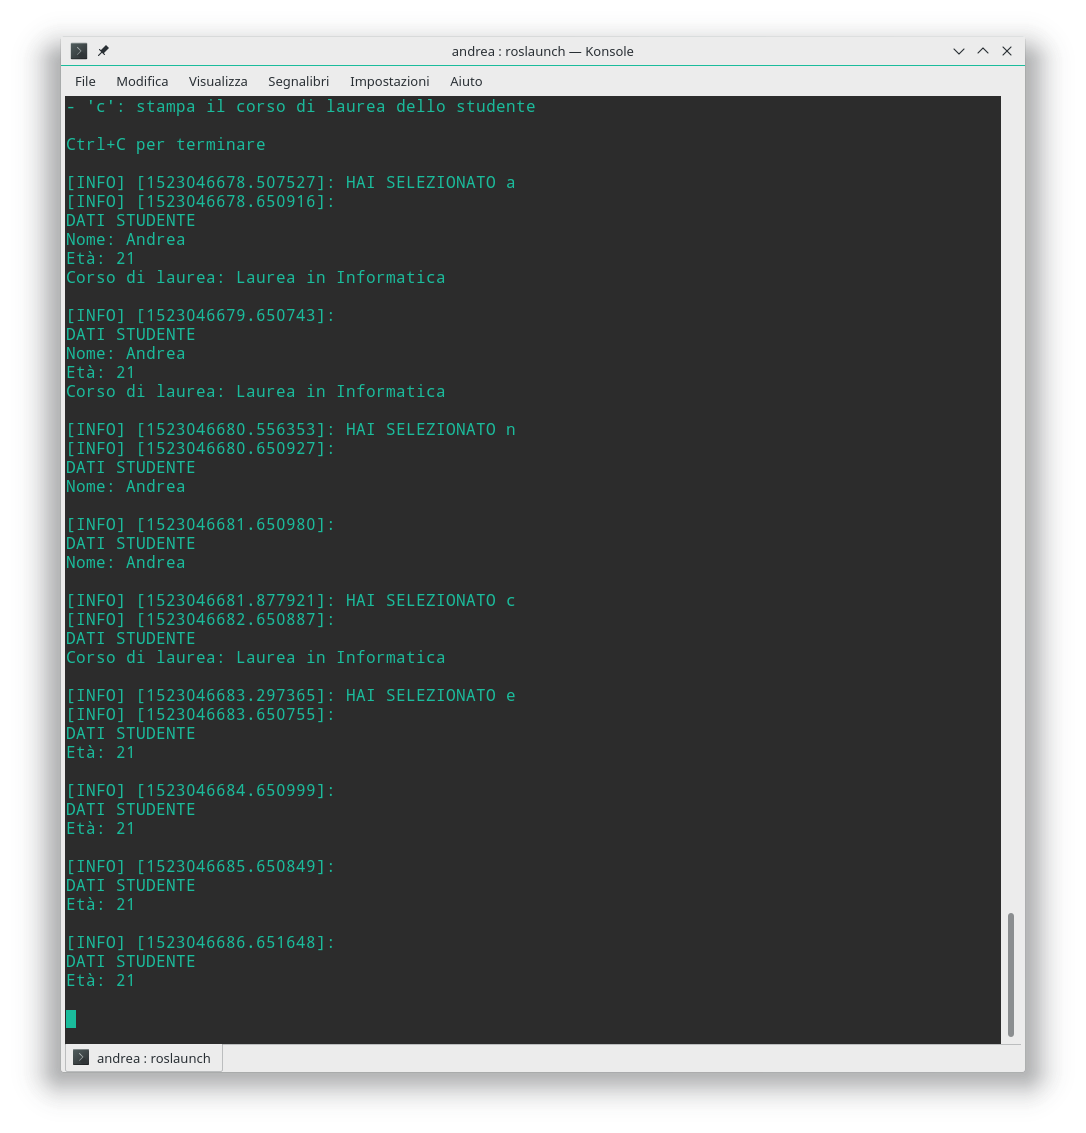 andrea : roslaunch — Konsole
File Modifica Visualizza Segnalibri Impostazioni Aiuto
- 'c': stampa il corso di laurea dello studente
Ctrl+C per terminare
[INFO] [1523046678.507527]: HAI SELEZIONATO a
[INFO] [1523046678.650916]:
DATI STUDENTE
Nome: Andrea
Età: 21
Corso di laurea: Laurea in Informatica
[INFO] [1523046679.650743]:
DATI STUDENTE
Nome: Andrea
Età: 21
Corso di laurea: Laurea in Informatica
[INFO] [1523046680.556353]: HAI SELEZIONATO n
[INFO] [1523046680.650927]:
DATI STUDENTE
Nome: Andrea
[INFO] [1523046681.650980]:
DATI STUDENTE
Nome: Andrea
[INFO] [1523046681.877921]: HAI SELEZIONATO c
[INFO] [1523046682.650887]:
DATI STUDENTE
Corso di laurea: Laurea in Informatica
[INFO] [1523046683.297365]: HAI SELEZIONATO e
[INFO] [1523046683.650755]:
DATI STUDENTE
Età: 21
[INFO] [1523046684.650999]:
DATI STUDENTE
Età: 21
[INFO] [1523046685.650849]:
DATI STUDENTE
Età: 21
[INFO] [1523046686.651648]:
DATI STUDENTE
Età: 21
andrea : roslaunch